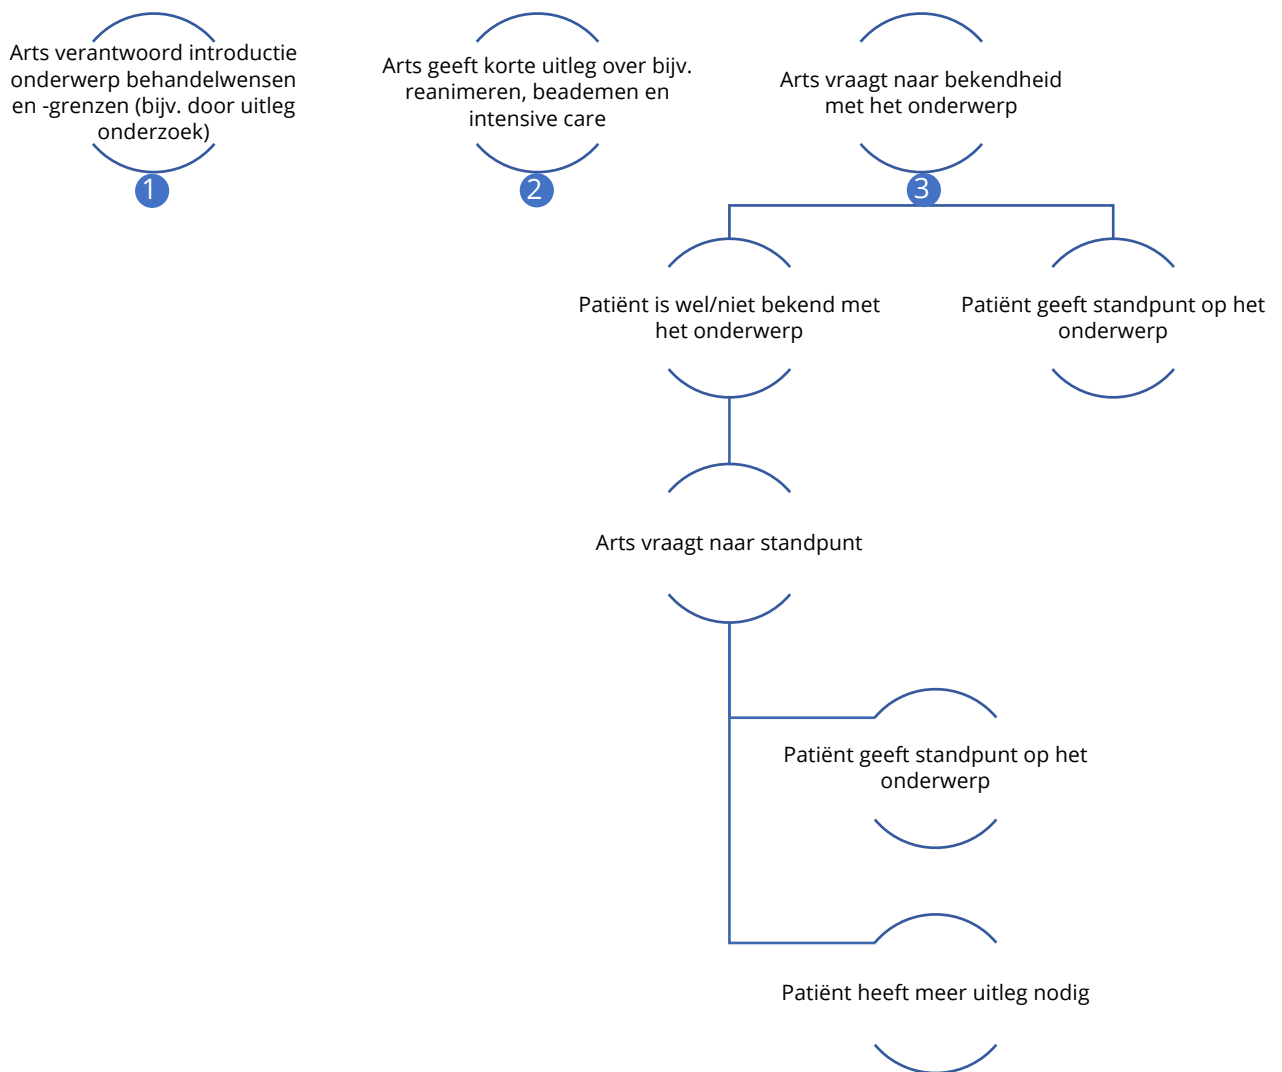 Arts verantwoord introductie
onderwerp behandelwensen
en -grenzen (bijv. door uitleg
onderzoek)
1
Arts geeft korte uitleg over bijv.
reanimeren, beademen en
intensive care
2
Arts vraagt naar bekendheid
met het onderwerp
3
Patiënt is wel/niet bekend met
het onderwerp
Patiënt geeft standpunt op het
onderwerp
Arts vraagt naar standpunt
Patiënt geeft standpunt op het
onderwerp
Patiënt heeft meer uitleg nodig